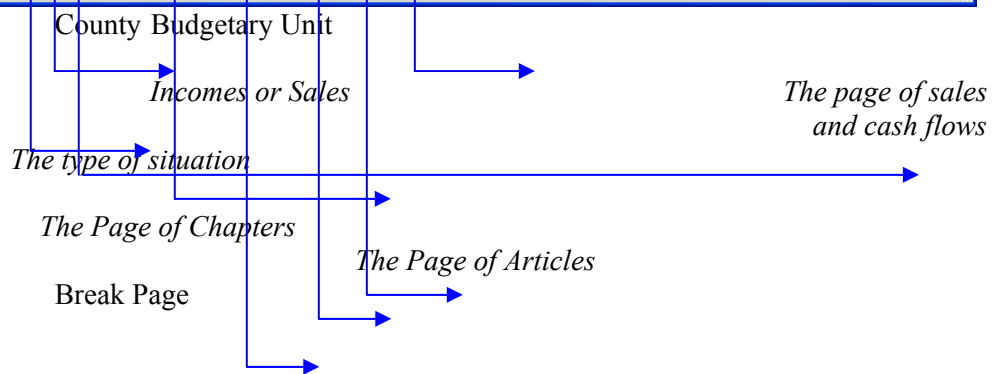 County Budgetary Unit
Incomes or Sales
The page of sales
and cash flows
The type of situation
The Page of Chapters
The Page of Articles
Break Page